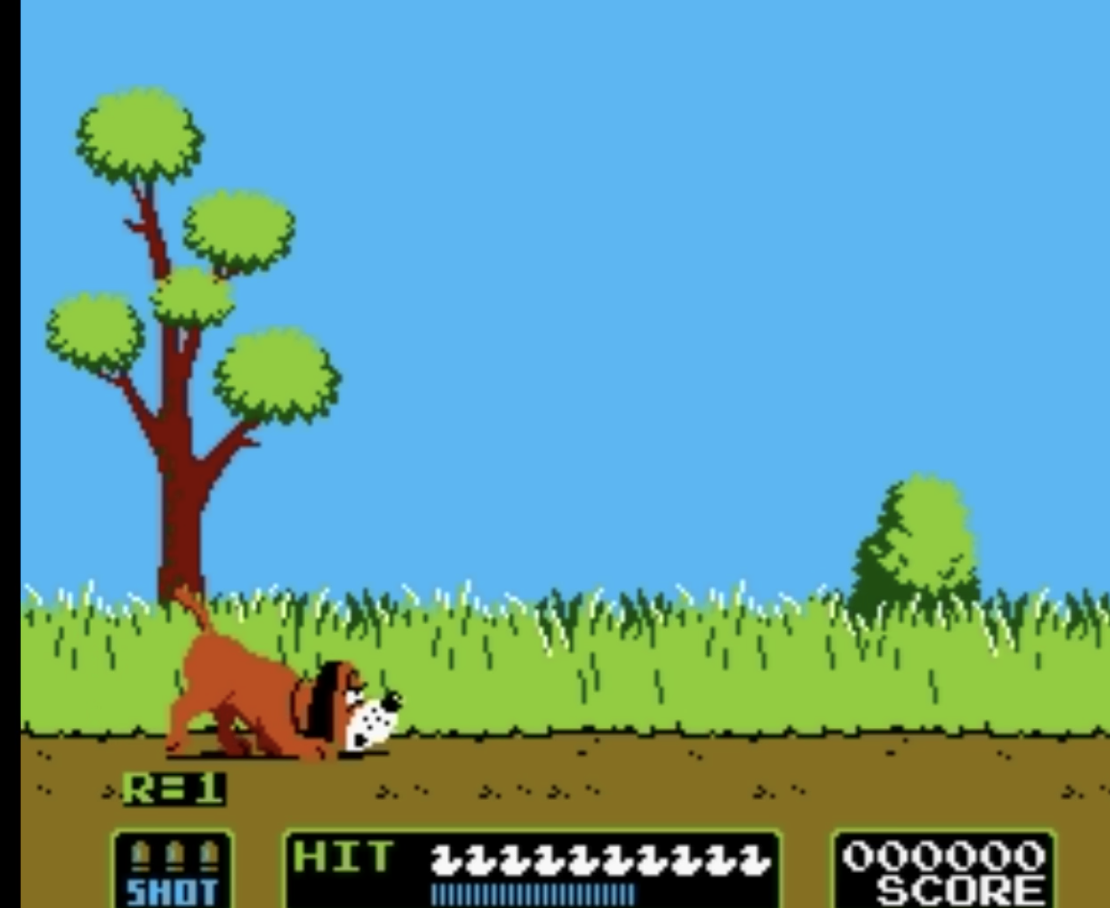 R=1
SHOT
HIT
000000
SCORE